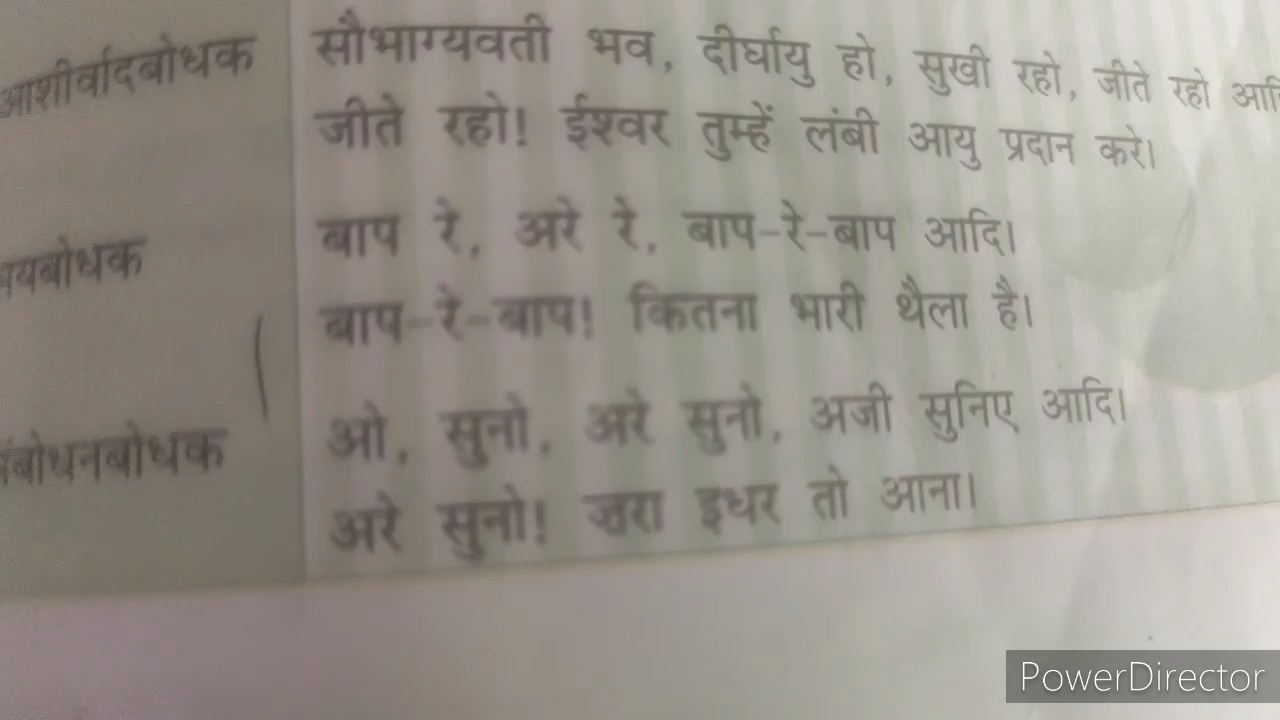 आशीर्वादबोधक सौभाग्यवती भव, दीर्घायु हो, सुखी रहो, जीते रहो
जीते रहो! ईश्वर तुम्हें लंबी आयु प्रदान करे।
बाप रे, अरे रे, बाप-रे-बाप आदि।
बाप-रे-बाप! कितना भारी थैला है।
ओ, सुनो, अरे सुनो, अजी सुनिए आदि।
अरे सुनो! ज़रा इधर तो आना।
PowerDirector